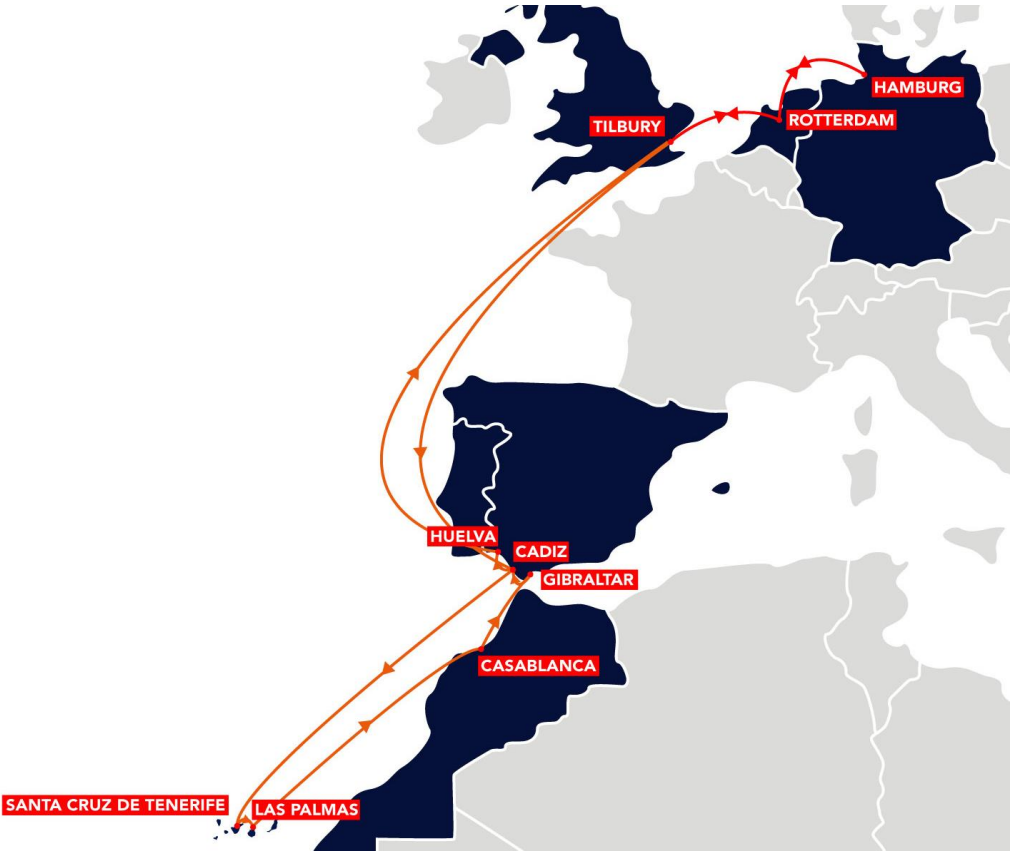 HAMBURG
ROTTERDAM
TILBURY
HUELVA
CADIZ
GIBRALTAR
CASABLANCA
SANTA CRUZ DE TENERIFE
LAS PALMAS